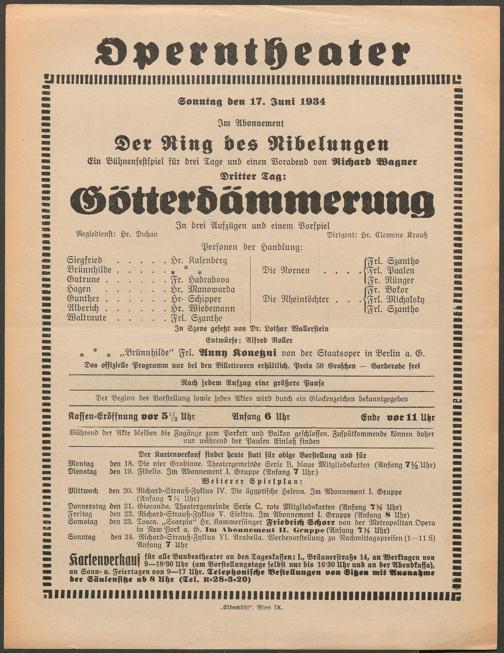 Operntheater
Sonntag den 17. Juni 1934
Im Abonnement
Der Ring des Nibelungen
Ein Bühnenfestspiel für drei Tage und einen Vorabend von Richard Wagner
Dritter Tag:
Götterdämmerung
In drei Aufzügen und einem Vorspiel
Regiedienst: Hr. Duhan Dirigent: Hr. Clemens Krauß
Personen der Handlung:
Siegfried . . . . . Hr. Kalenberg
Brünnhilde . . . . * * *
Gutrune . . . . . Fr. Hadrabova
Hagen . . . . . Hr. Manowarda
Gunther . . . . . Hr. Schipper
Alberich . . . . . Hr. Wiedemann
Waltraute . . . . Frl. Szantho
Die Nornen . . . . Frl. Szantho
Frl. Paalen
Fr. Rünger
Die Rheintöchter . . . . Fr. Bokor
Frl. Michalsky
Frl. Szantho
In Szene gesetzt von Dr. Lothar Wallerstein
Entwürfe: Alfred Roller
* * * „Brünnhilde“ Frl. Anny Konetzni von der Staatsoper in Berlin a. G.
Das offizielle Programm nur bei den Billetteuren erhältlich. Preis 50 Groschen — Garderobe frei
Nach jedem Aufzug eine größere Pause
Der Beginn der Vorstellung sowie jedes Aktes wird durch ein Glockenzeichen bekanntgegeben
Kassen-Eröffnung vor 5½ Uhr Anfang 6 Uhr Ende vor 11 Uhr
Während der Akte bleiben die Zugänge zum Parkett und Balkon geschlossen. Zuspätkommende können daher
nur während der Pausen Einlaß finden
Der Kartenverkauf findet heute statt für obige Vorstellung und für
Montag den 18. Die vier Grobiane. Theatergemeinde Serie B, blaue Mitgliedskarten (Anfang 7½ Uhr)
Dienstag den 19. Fidelio. Im Abonnement I. Gruppe (Anfang 7 Uhr)
Weiterer Spielplan:
Mittwoch den 20. Richard-Strauß-Zyklus IV. Die ägyptische Helena. Im Abonnement I. Gruppe
(Anfang 7½ Uhr)
Donnerstag den 21. Gioconda. Theatergemeinde Serie C, rote Mitgliedskarten (Anfang 7½ Uhr)
Freitag den 22. Richard-Strauß-Zyklus V. Elektra. Im Abonnement I. Gruppe (Anfang 8 Uhr)
Samstag den 23. Tosca. „Scarpia“ Hr. Kammersänger Friedrich Schorr von der Metropolitan Opera
in New York a. G. Im Abonnement II. Gruppe (Anfang 7½ Uhr)
Sonntag den 24. Richard-Strauß-Zyklus VI. Arabella. Werbevorstellung zu Nachmittagspreisen (1—11 S)
Anfang 7 Uhr
Kartenverkauf für alle Bundestheater an den Tageskassen: I., Bräunerstraße 14, an Werktagen von
9—18·30 Uhr (am Vorstellungstage selbst nur bis 16·30 Uhr und an der Abendkassa),
an Sonn- u. Feiertagen von 9—17 Uhr. Telephonische Bestellungen von Sitzen mit Ausnahme
der Säulensitze ab 8 Uhr (Tel. R-28-3-20)
„Elbemühl“, Wien IX.